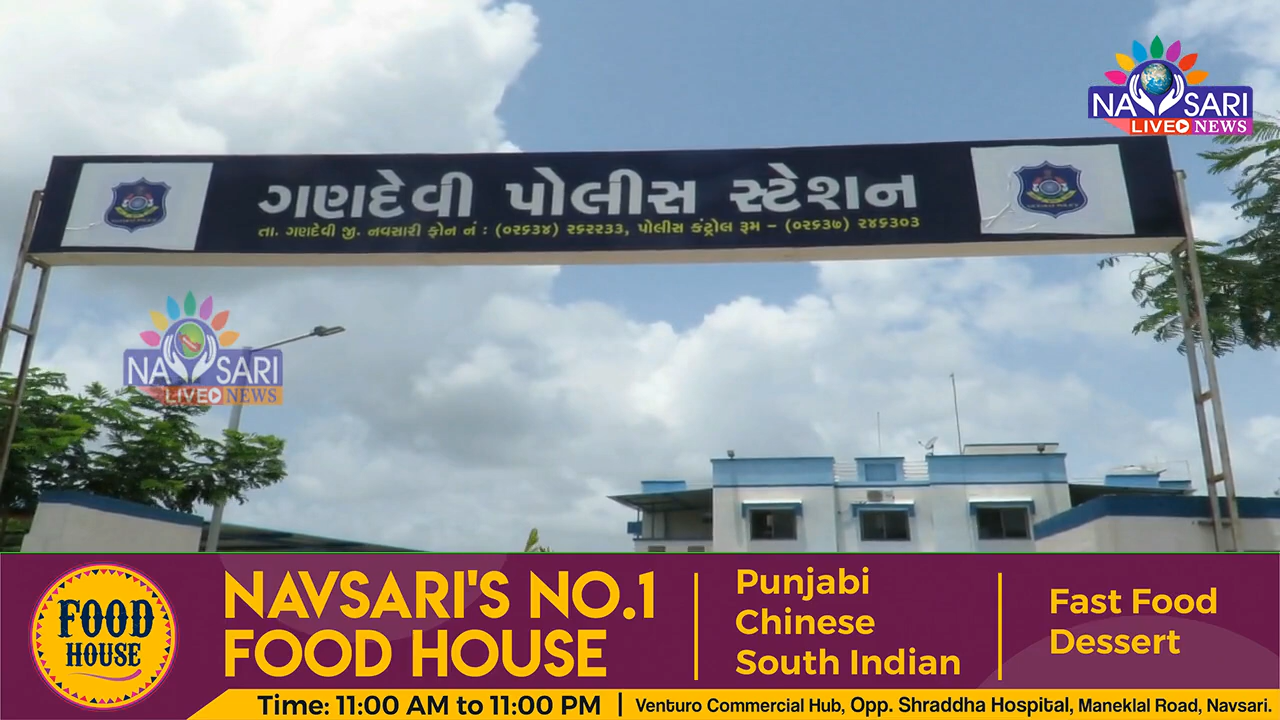 NAVSARI
LIVE NEWS
ગણદેવી પોલીસ સ્ટેશન
તા. ગણદેવી જી. નવસારી ફોન નં : (૦૨૬૩૪) ૨૬૨૨૩૩, પોલીસ કંટ્રોલ રૂમ – (૦૨૬૩૭) ૨૪૬૩૦૩
NAVSARI
LIVE NEWS
FOOD
HOUSE
NAVSARI'S NO.1
FOOD HOUSE
Punjabi
Chinese
South Indian
Fast Food
Dessert
Time: 11:00 AM to 11:00 PM | Venturo Commercial Hub, Opp. Shraddha Hospital, Maneklal Road, Navsari.